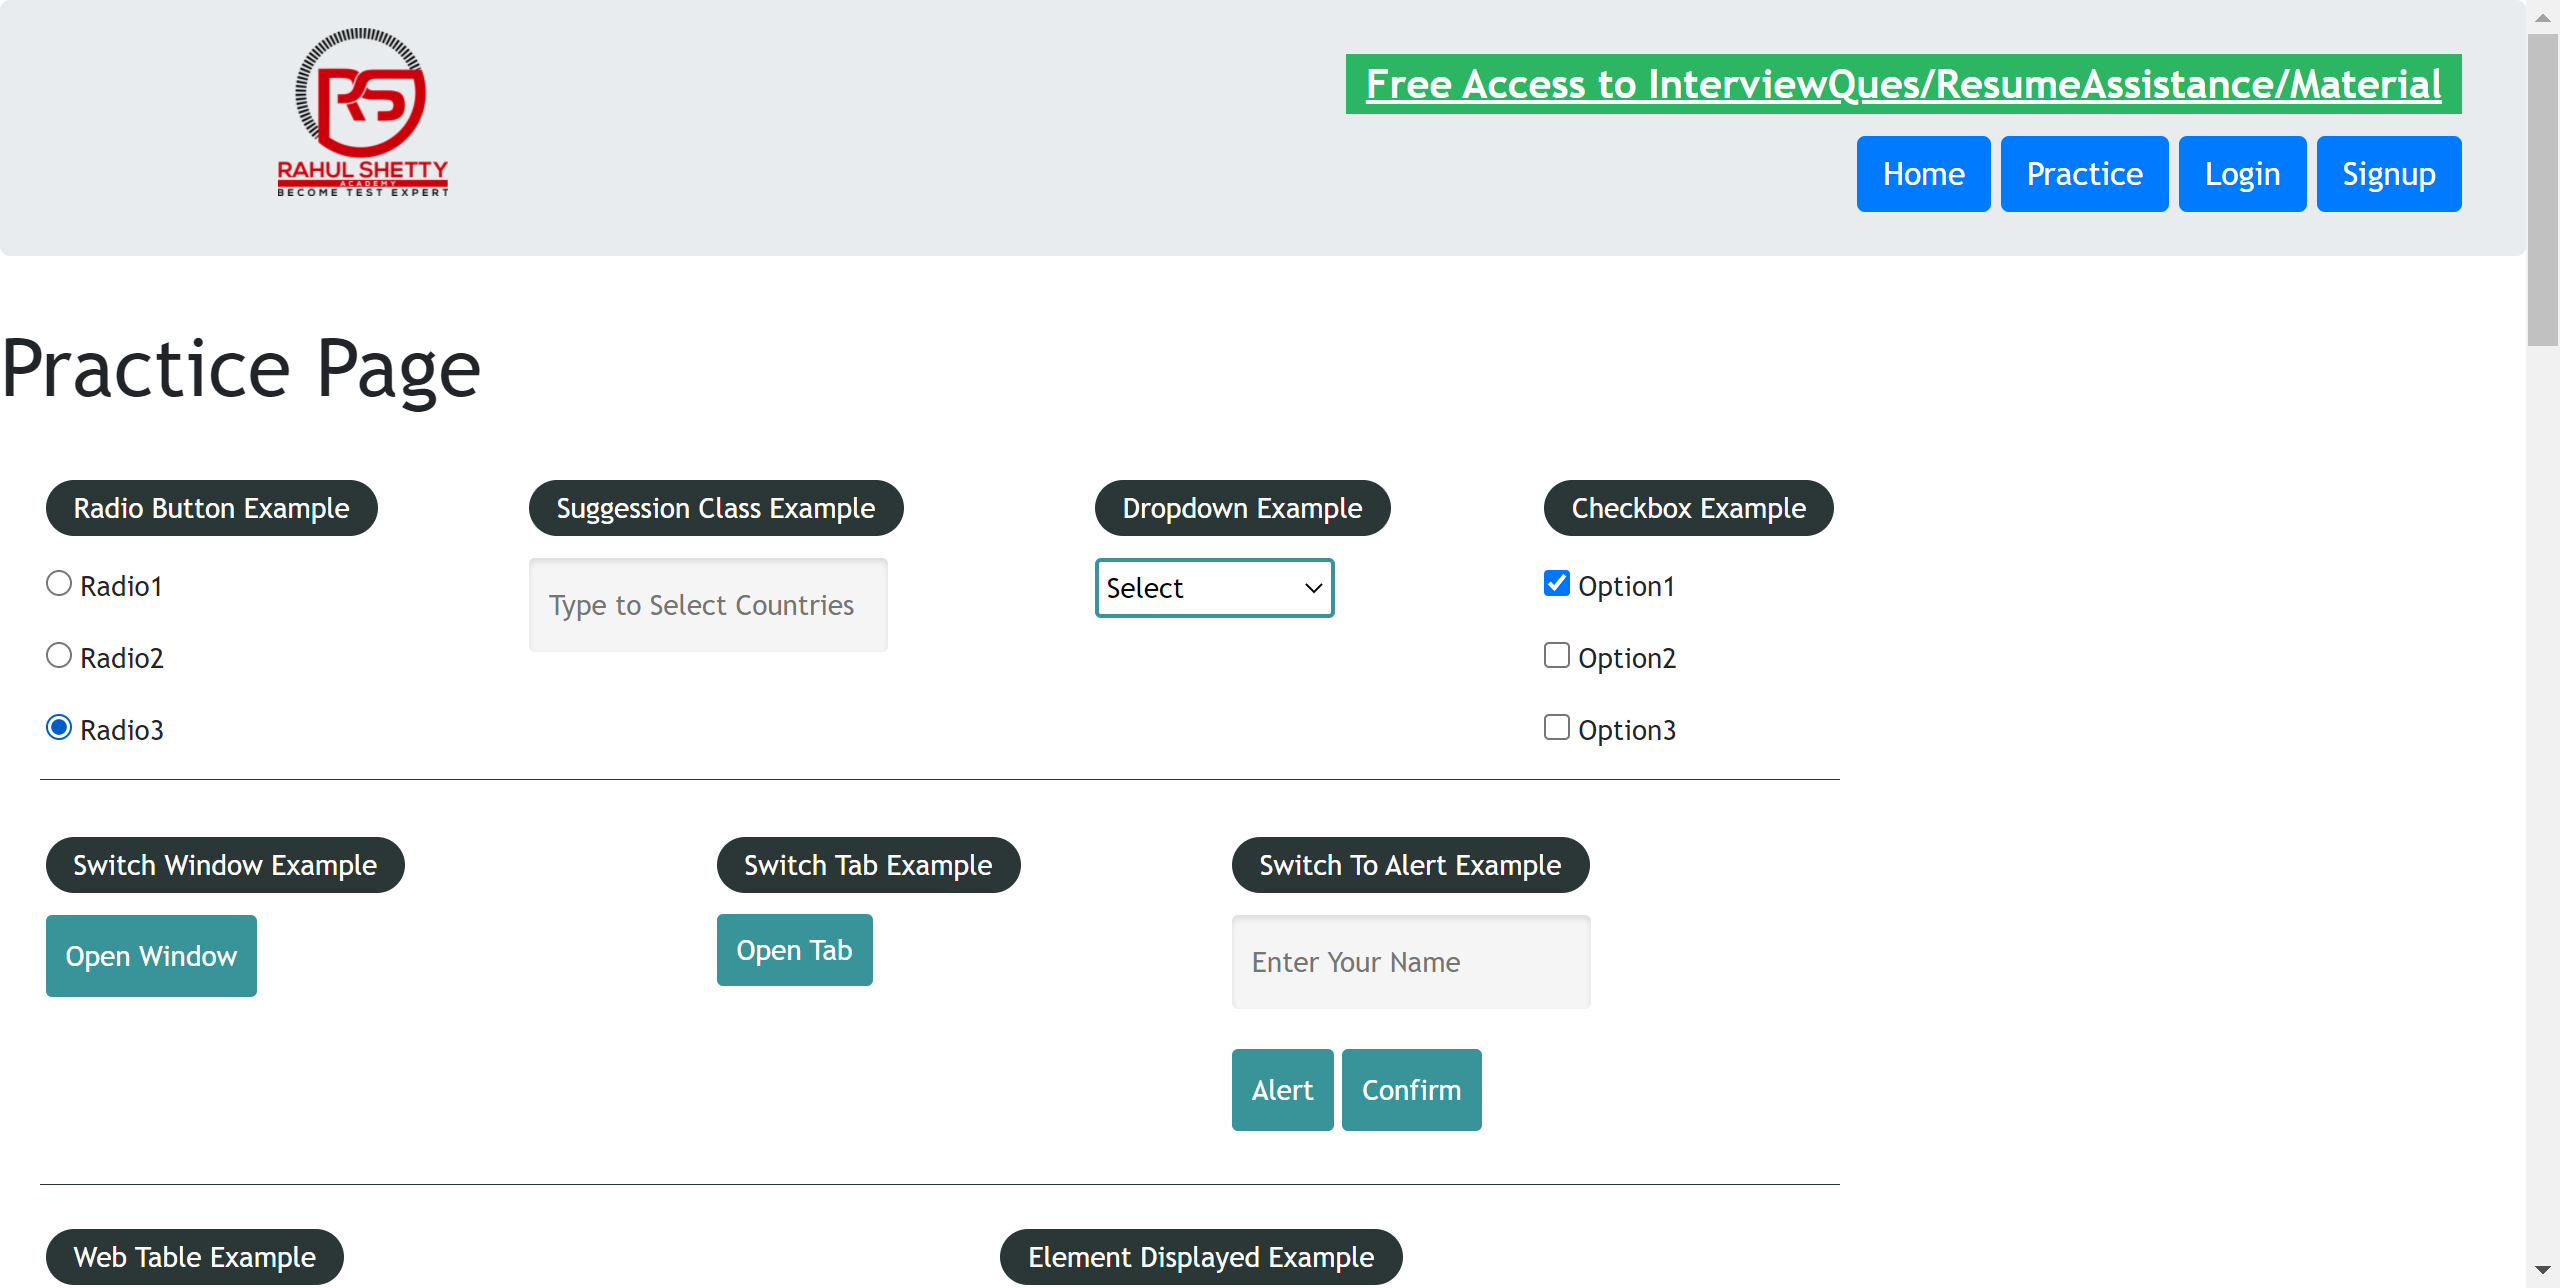 RS
RAHUL SHETTY
ACADEMY
BECOME TEST EXPERT
Free Access to InterviewQues/ResumeAssistance/Material
Home Practice Login Signup
Practice Page
Radio Button Example Suggession Class Example Dropdown Example Checkbox Example
Radio1 Type to Select Countries Select Option1
Radio2 Option2
Radio3 Option3
Switch Window Example Switch Tab Example Switch To Alert Example
Open Window Open Tab Enter Your Name
Alert Confirm
Web Table Example Element Displayed Example